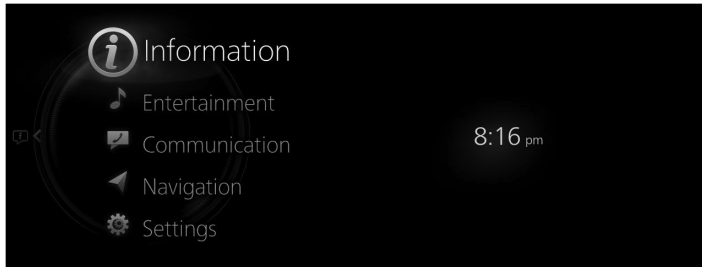 Information
Entertainment
Communication
8:16 pm
Navigation
Settings